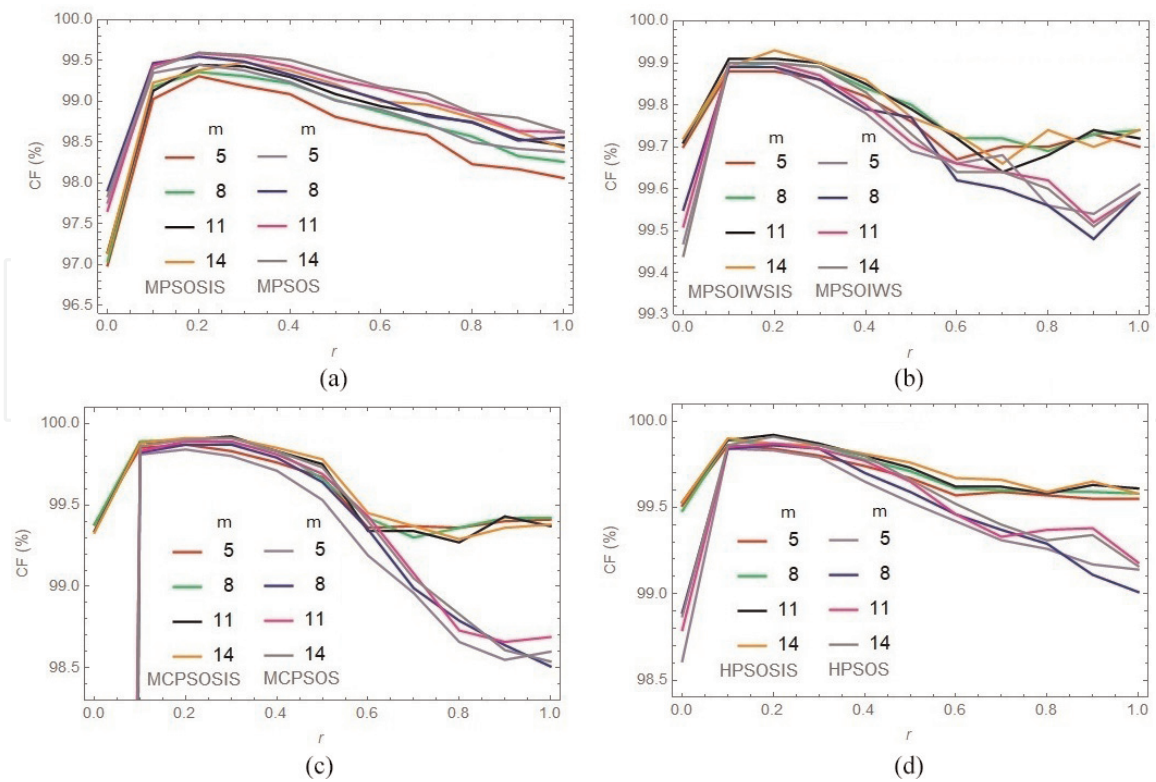 100.0
99.5
99.0
98.5
98.0
97.5
97.0
96.5
CF (%)
m m
5 5
8 8
11 11
14 14
MPSOSIS MPSOS
0.0 0.2 0.4 0.6 0.8 1.0
r
(a)
100.0
99.9
99.8
99.7
99.6
99.5
99.4
99.3
CF (%)
m m
5 5
8 8
11 11
14 14
MPSOIWSIS MPSOIWS
0.0 0.2 0.4 0.6 0.8 1.0
r
(b)
100.0
99.5
99.0
98.5
CF (%)
m m
5 5
8 8
11 11
14 14
MCPSOSIS MCPSOS
0.0 0.2 0.4 0.6 0.8 1.0
r
(c)
100.0
99.5
99.0
98.5
CF (%)
m m
5 5
8 8
11 11
14 14
HPSOSIS HPSOS
0.0 0.2 0.4 0.6 0.8 1.0
r
(d)